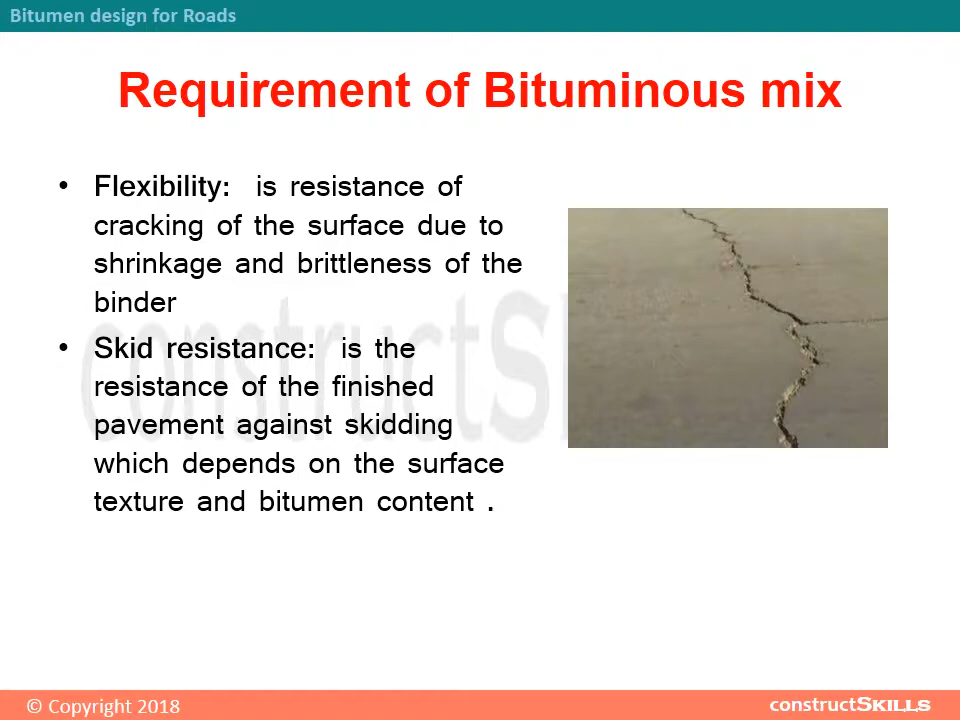 Bitumen design for Roads
Requirement of Bituminous mix
• Flexibility: is resistance of
cracking of the surface due to
shrinkage and brittleness of the
binder
• Skid resistance: is the
resistance of the finished
pavement against skidding
which depends on the surface
texture and bitumen content .
constructS
© Copyright 2018
constructSKILLS